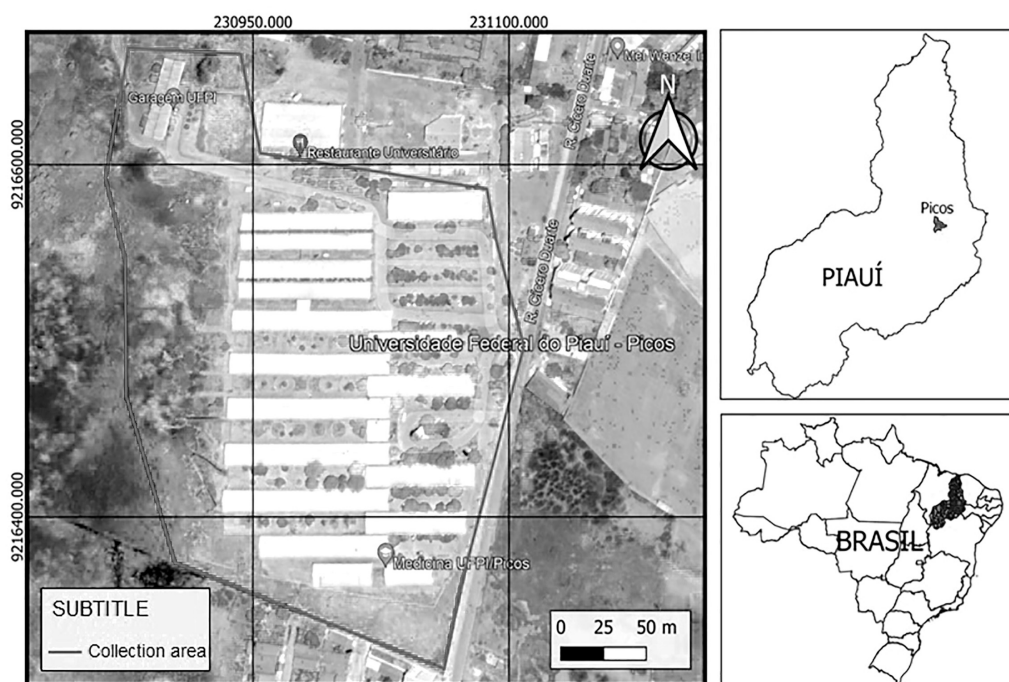 230950.000
231100.000
9216600.000
9216400.000
Garagem UFPI
Restaurante Universitário
Mel Wenzel
R. Cícero Duarte
N
R. Cícero Duarte
Universidade Federal do Piauí - Picos
Medicina UFPI/Picos
SUBTITLE
Collection area
0 25 50 m
Picos
PIAUÍ
BRASIL